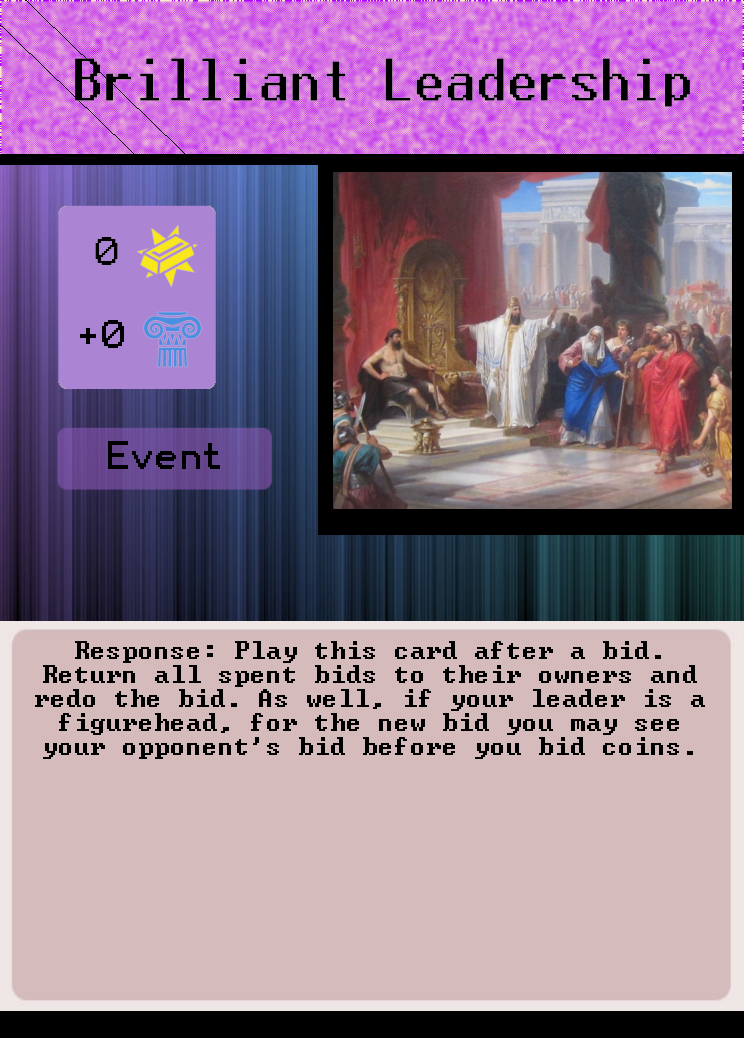 Brilliant Leadership
0
+0
Event
Response: Play this card after a bid.
Return all spent bids to their owners and
redo the bid. As well, if your leader is a
figurehead, for the new bid you may see
your opponent's bid before you bid coins.